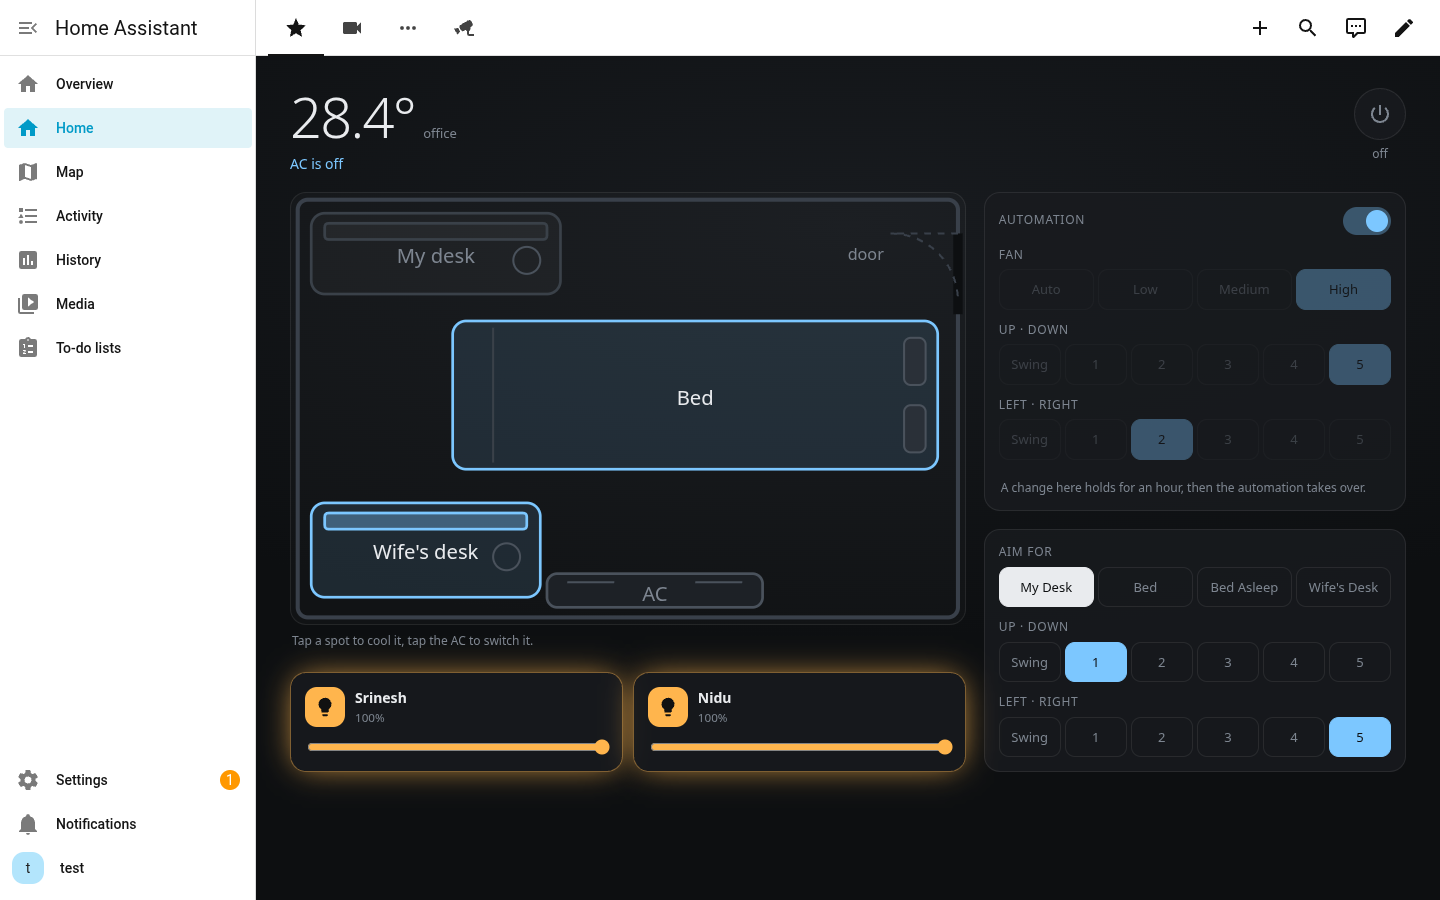 Home Assistant
Overview
Home
Map
Activity
History
Media
To-do lists
Settings
1
Notifications
t
test
28.4° office
AC is off
off
My desk
door
Bed
Wife's desk
AC
Tap a spot to cool it, tap the AC to switch it.
Srinesh
100%
Nidu
100%
AUTOMATION
FAN
Auto Low Medium High
UP · DOWN
Swing 1 2 3 4 5
LEFT · RIGHT
Swing 1 2 3 4 5
A change here holds for an hour, then the automation takes over.
AIM FOR
My Desk Bed Bed Asleep Wife's Desk
UP · DOWN
Swing 1 2 3 4 5
LEFT · RIGHT
Swing 1 2 3 4 5